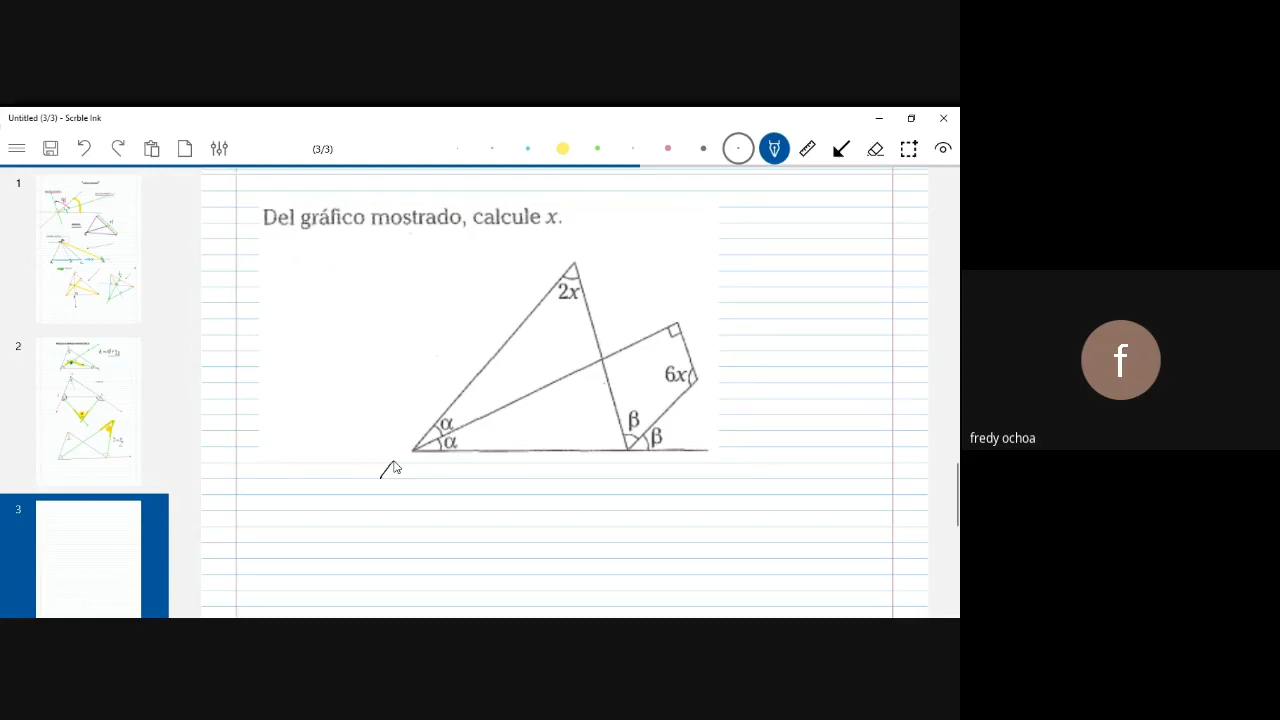 Untitled (3/3) - Scrble Ink
(3/3)
1
2
3
Del gráfico mostrado, calcule x.
2x
6x
α
α
β
β
f
fredy ochoa